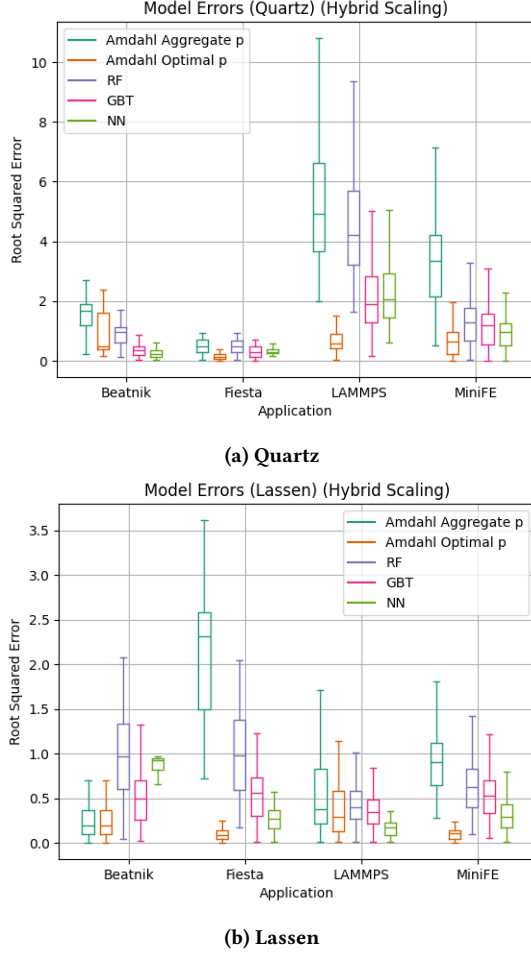 Model Errors (Quartz) (Hybrid Scaling)
Amdahl Aggregate p
Amdahl Optimal p
RF
GBT
NN
Root Squared Error
10
8
6
4
2
0
Beatnik Fiesta LAMMPS MiniFE
Application
(a) Quartz
Model Errors (Lassen) (Hybrid Scaling)
Amdahl Aggregate p
Amdahl Optimal p
RF
GBT
NN
Root Squared Error
3.5
3.0
2.5
2.0
1.5
1.0
0.5
0.0
Beatnik Fiesta LAMMPS MiniFE
Application
(b) Lassen